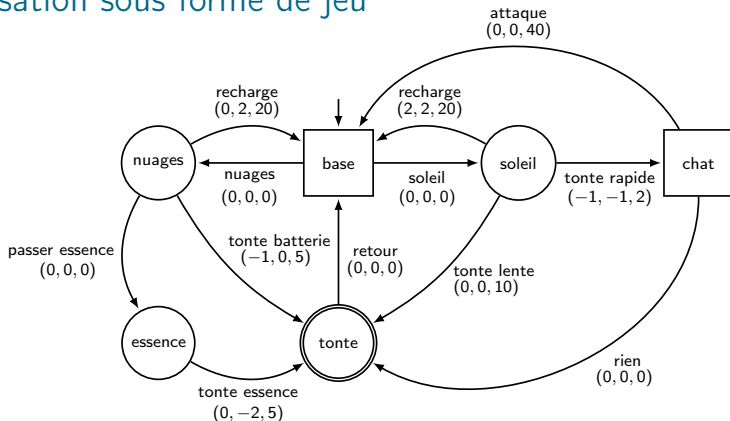 sation sous forme de jeu
attaque
(0, 0, 40)
recharge
(0, 2, 20)
recharge
(2, 2, 20)
nuages
base
soleil
chat
nuages
(0, 0, 0)
soleil
(0, 0, 0)
tonte rapide
(−1, −1, 2)
passer essence
(0, 0, 0)
tonte batterie
(−1, 0, 5)
retour
(0, 0, 0)
tonte lente
(0, 0, 10)
essence
tonte
rien
(0, 0, 0)
tonte essence
(0, −2, 5)